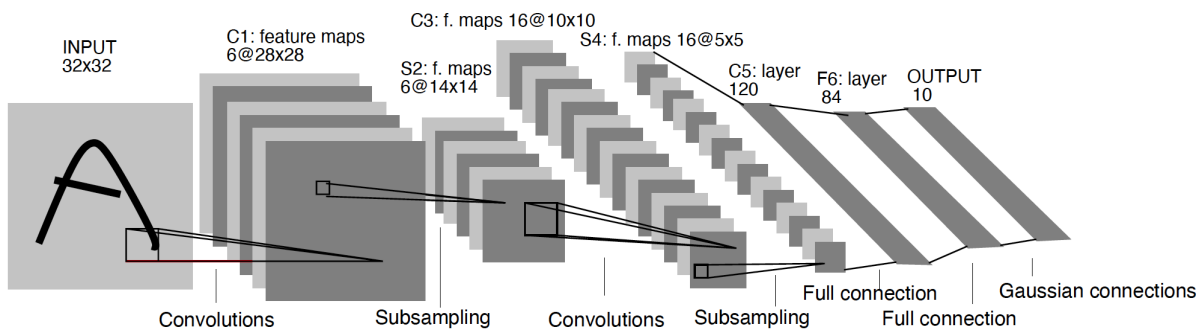 INPUT
32x32
C1: feature maps
6@28x28
S2: f. maps
6@14x14
C3: f. maps 16@10x10
S4: f. maps 16@5x5
C5: layer
120
F6: layer
84
OUTPUT
10
Convolutions
Subsampling
Convolutions
Subsampling
Full connection
Full connection
Gaussian connections